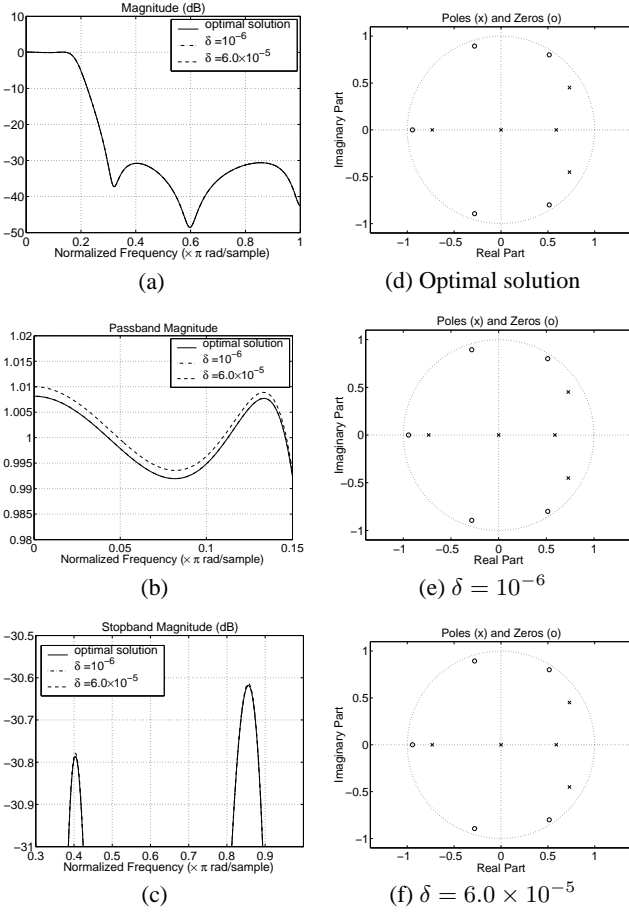 Magnitude (dB)
optimal solution
δ =10⁻⁶
δ =6.0×10⁻⁵
10
0
−10
−20
−30
−40
−50
0
0.2
0.4
0.6
0.8
1
Normalized Frequency (× π rad/sample)
(a)
Poles (x) and Zeros (o)
Imaginary Part
1
0.5
0
−0.5
−1
−1
−0.5
0
0.5
1
Real Part
(d) Optimal solution
Passband Magnitude
optimal solution
δ =10⁻⁶
δ =6.0×10⁻⁵
1.02
1.015
1.01
1.005
1
0.995
0.99
0.985
0.98
0
0.05
0.1
0.15
Normalized Frequency (× π rad/sample)
(b)
Poles (x) and Zeros (o)
Imaginary Part
1
0.5
0
−0.5
−1
−1
−0.5
0
0.5
1
Real Part
(e) δ = 10⁻⁶
Stopband Magnitude (dB)
optimal solution
δ =10⁻⁶
δ =6.0×10⁻⁵
−30.5
−30.6
−30.7
−30.8
−30.9
−31
0.3
0.4
0.5
0.6
0.7
0.8
0.9
Normalized Frequency (× π rad/sample)
(c)
Poles (x) and Zeros (o)
Imaginary Part
1
0.5
0
−0.5
−1
−1
−0.5
0
0.5
1
Real Part
(f) δ = 6.0 × 10⁻⁵